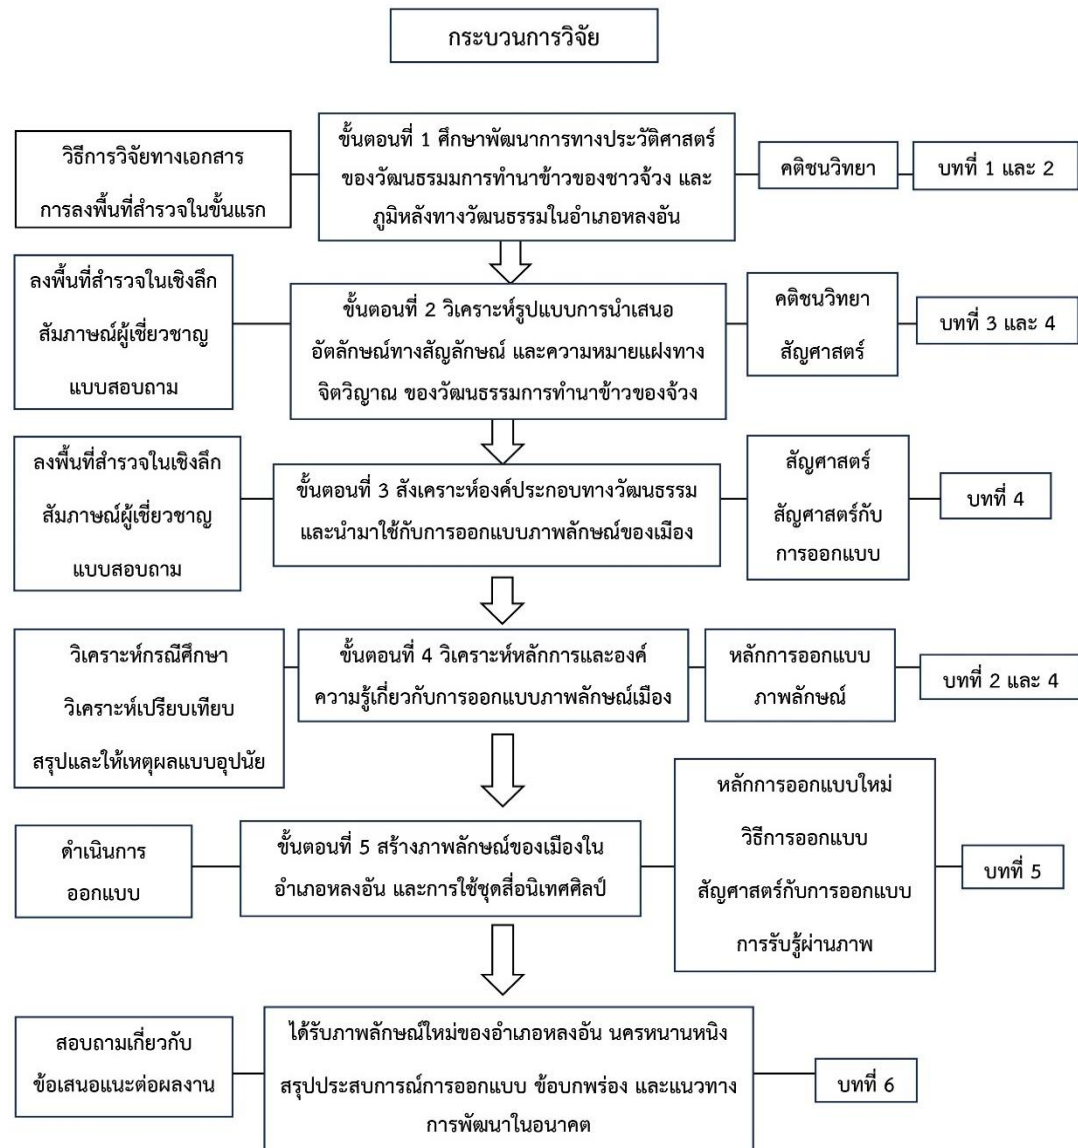 กระบวนการวิจัย
วิธีการวิจัยทางเอกสาร
การลงพื้นที่สำรวจในขั้นแรก
ขั้นตอนที่ 1 ศึกษาพัฒนาการทางประวัติศาสตร์
ของวัฒนธรมมการทำนาข้าวของชาวจ้วง และ
ภูมิหลังทางวัฒนธรรมในอำเภอหลงอัน
คติชนวิทยา
บทที่ 1 และ 2
ลงพื้นที่สำรวจในเชิงลึก
สัมภาษณ์ผู้เชี่ยวชาญ
แบบสอบถาม
ขั้นตอนที่ 2 วิเคราะห์รูปแบบการนำเสนอ
อัตลักษณ์ทางสัญลักษณ์ และความหมายแฝงทาง
จิตวิญาณ ของวัฒนธรรมการทำนาข้าวของจ้วง
คติชนวิทยา
สัญศาสตร์
บทที่ 3 และ 4
ลงพื้นที่สำรวจในเชิงลึก
สัมภาษณ์ผู้เชี่ยวชาญ
แบบสอบถาม
ขั้นตอนที่ 3 สังเคราะห์องค์ประกอบทางวัฒนธรรม
และนำมาใช้กับการออกแบบภาพลักษณ์ของเมือง
สัญศาสตร์
สัญศาสตร์กับ
การออกแบบ
บทที่ 4
วิเคราะห์กรณีศึกษา
วิเคราะห์เปรียบเทียบ
สรุปและให้เหตุผลแบบอุปนัย
ขั้นตอนที่ 4 วิเคราะห์หลักการและองค์
ความรู้เกี่ยวกับการออกแบบภาพลักษณ์เมือง
หลักการออกแบบ
ภาพลักษณ์
บทที่ 2 และ 4
ดำเนินการ
ออกแบบ
ขั้นตอนที่ 5 สร้างภาพลักษณ์ของเมืองใน
อำเภอหลงอัน และการใช้ชุดสื่อนิเทศศิลป์
หลักการออกแบบใหม่
วิธีการออกแบบ
สัญศาสตร์กับการออกแบบ
การรับรู้ผ่านภาพ
บทที่ 5
สอบถามเกี่ยวกับ
ข้อเสนอแนะต่อผลงาน
ได้รับภาพลักษณ์ใหม่ของอำเภอหลงอัน นครหนานหนิง
สรุปประสบการณ์การออกแบบ ข้อบกพร่อง และแนวทาง
การพัฒนาในอนาคต
บทที่ 6